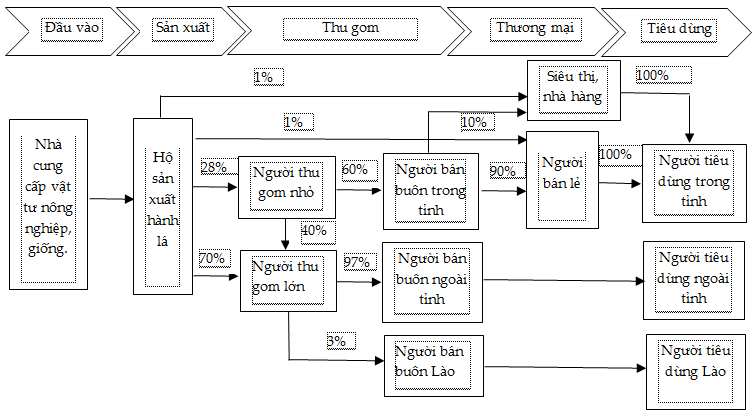 Đầu vào
Sản xuất
Thu gom
Thương mại
Tiêu dùng
1%
Siêu thị,
nhà hàng
100%
Nhà
cung
cấp vật
tư nông
nghiệp,
giống.
Hộ
sản
xuất
hành
lá
1%
10%
28%
Người thu
gom nhỏ
60%
Người bán
buôn trong
tỉnh
90%
Người
bán lẻ
100%
Người tiêu
dùng trong
tỉnh
40%
70%
Người thu
gom lớn
97%
Người bán
buôn ngoài
tỉnh
Người tiêu
dùng ngoài
tỉnh
3%
Người bán
buôn Lào
Người tiêu
dùng Lào